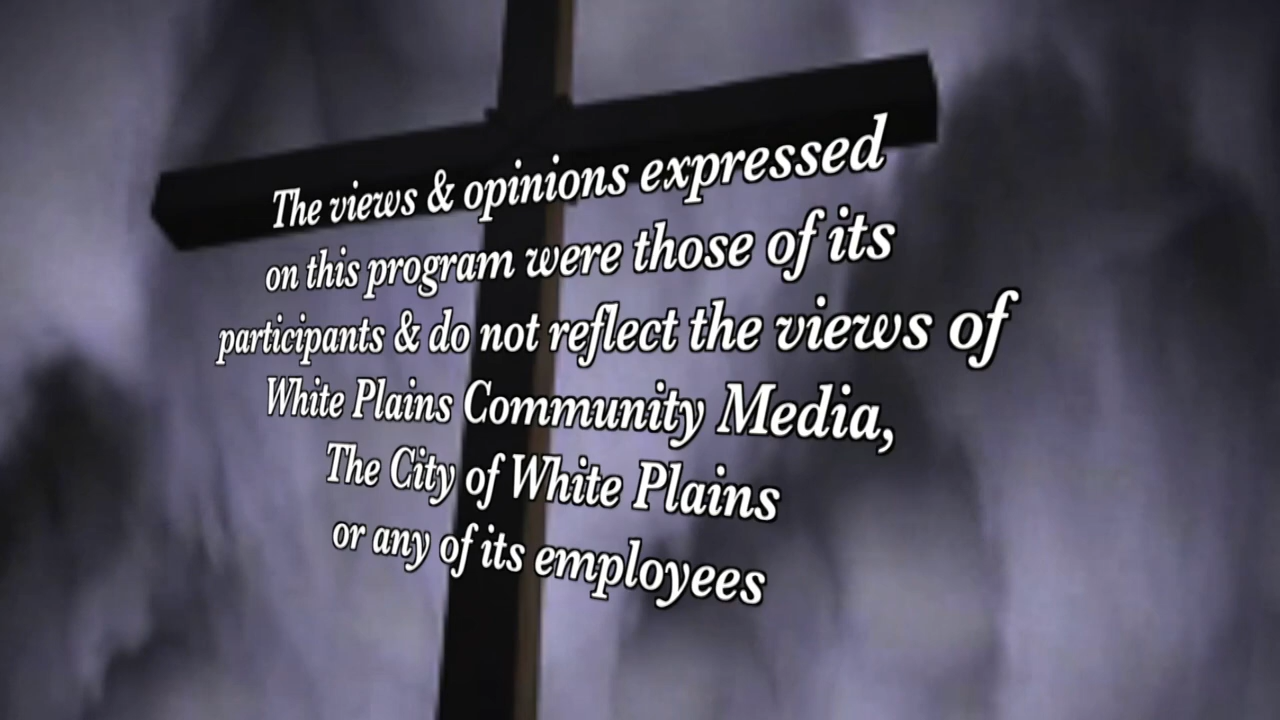 The views & opinions expressed
on this program were those of its
participants & do not reflect the views of
White Plains Community Media,
The City of White Plains
or any of its employees